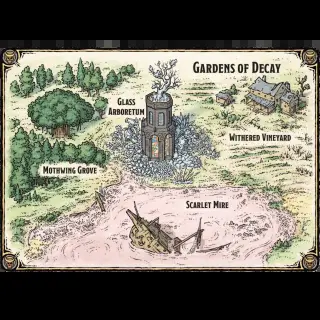 GARDENS OF DECAY
GLASS
ARBORETUM
WITHERED VINEYARD
MOTHWING GROVE
SCARLET MIRE